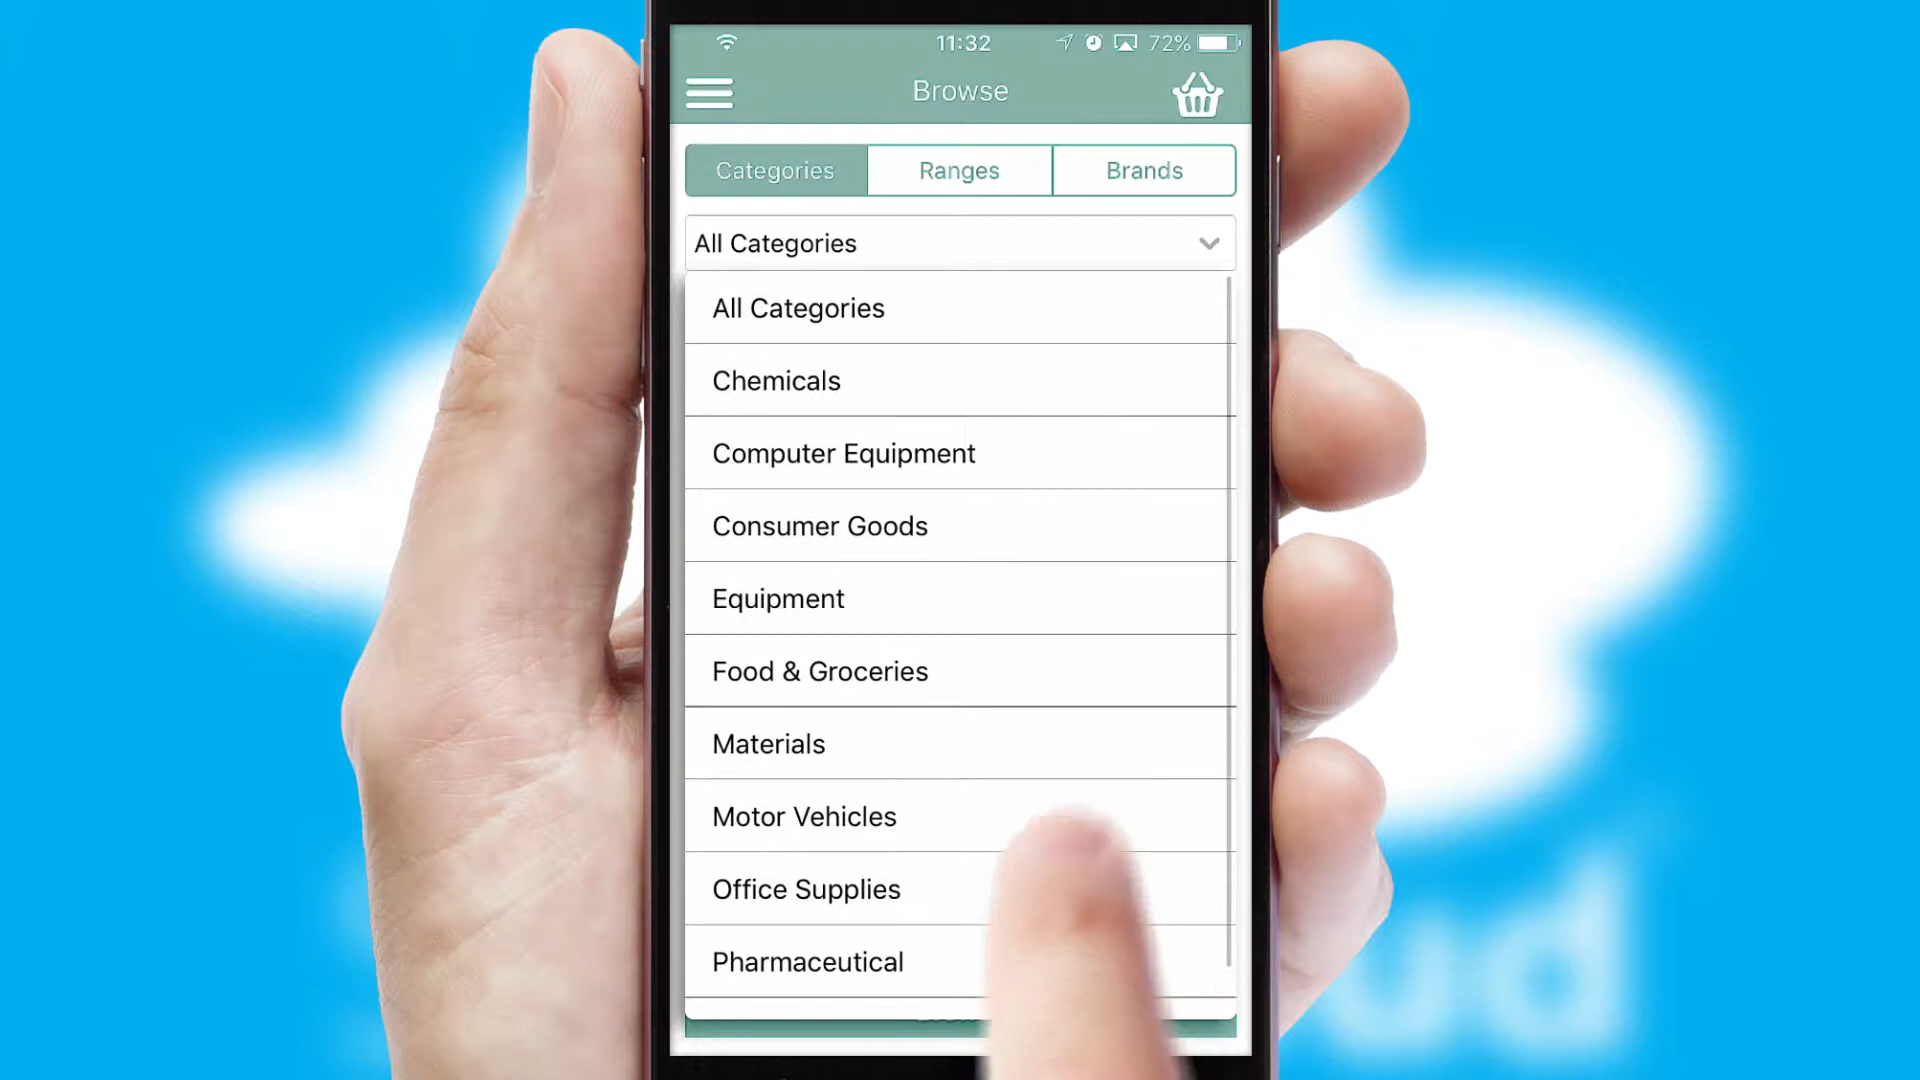 11:32
72%
Browse
Categories
Ranges
Brands
All Categories
All Categories
Chemicals
Computer Equipment
Consumer Goods
Equipment
Food & Groceries
Materials
Motor Vehicles
Office Supplies
Pharmaceutical
ud